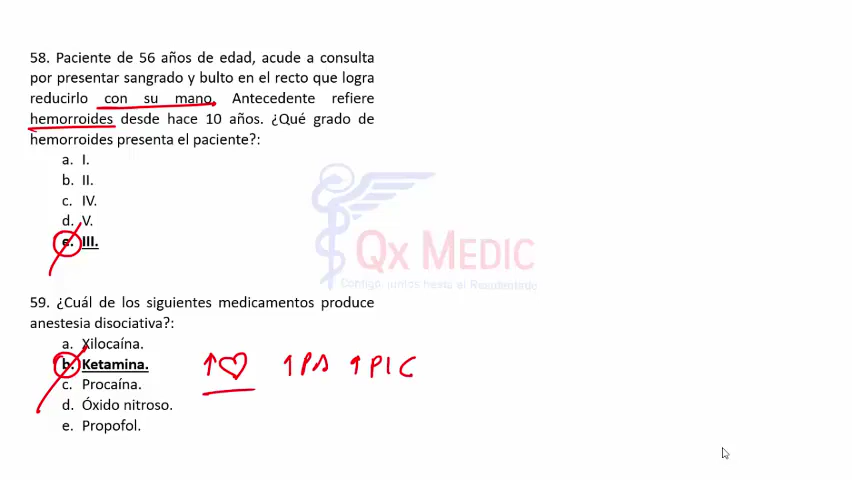 58. Paciente de 56 años de edad, acude a consulta
por presentar sangrado y bulto en el recto que logra
reducirlo con su mano. Antecedente refiere
hemorroides desde hace 10 años. ¿Qué grado de
hemorroides presenta el paciente?:
a. I.
b. II.
c. IV.
d. V.
e. III.
Qx MEDIC
Contigo, juntos hasta el Residentado
59. ¿Cuál de los siguientes medicamentos produce
anestesia disociativa?:
a. Xilocaína.
b. Ketamina.
↑♡ ↑PA ↑PIC
c. Procaína.
d. Óxido nitroso.
e. Propofol.